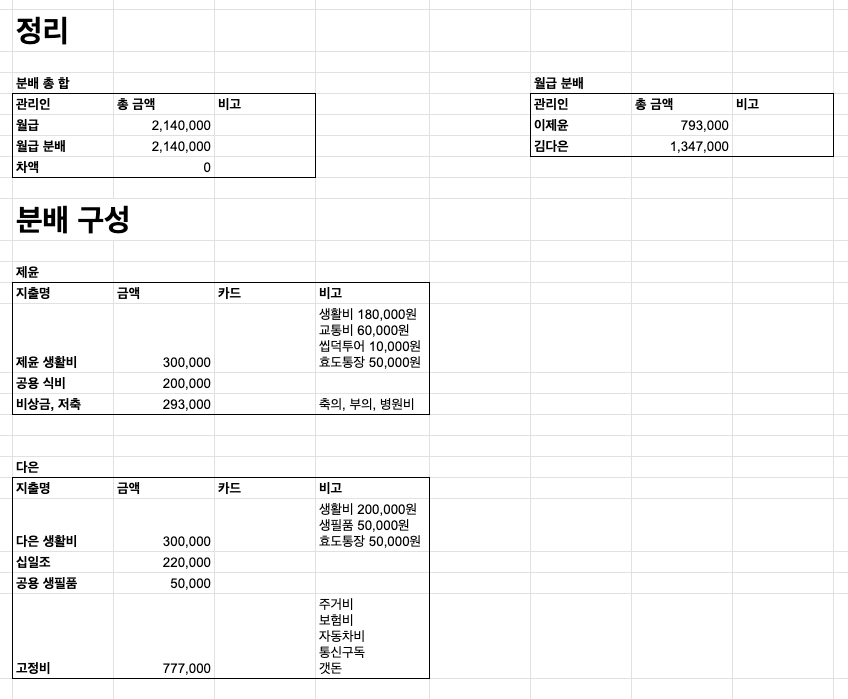 정리
분배 총 합
관리인 총 금액 비고
월급 2,140,000
월급 분배 2,140,000
차액 0
월급 분배
관리인 총 금액 비고
이제윤 793,000
김다은 1,347,000
분배 구성
제윤
지출명 금액 카드 비고
제윤 생활비 300,000
생활비 180,000원
교통비 60,000원
씹덕투어 10,000원
효도통장 50,000원
공용 식비 200,000
비상금, 저축 293,000 축의, 부의, 병원비
다은
지출명 금액 카드 비고
다은 생활비 300,000
생활비 200,000원
생필품 50,000원
효도통장 50,000원
십일조 220,000
공용 생필품 50,000
고정비 777,000
주거비
보험비
자동차비
통신구독
갯돈